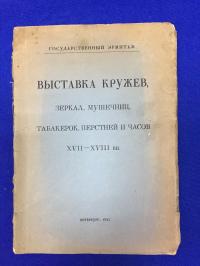 ГОСУДАРСТВЕННЫЙ ЭРМИТАЖ
ВЫСТАВКА КРУЖЕВ,
ЗЕРКАЛ, МУШЕЧНИЦ,
ТАБАКЕРОК, ПЕРСТНЕЙ И ЧАСОВ
XVII—XVIII вв.